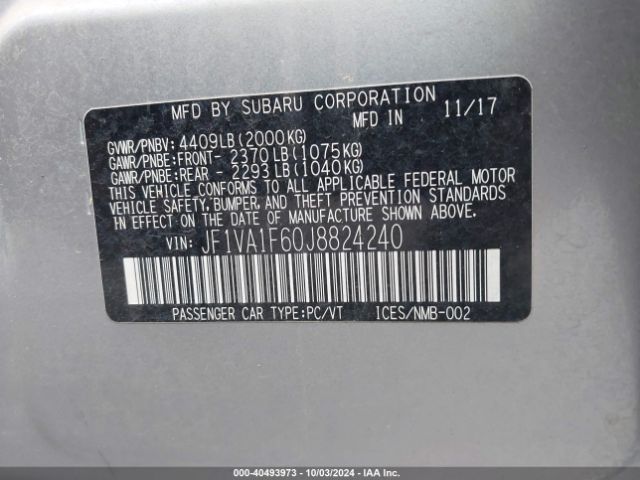 MFD BY SUBARU CORPORATION
MFD IN 11/17
GVWR/PNBV: 4409LB(2000KG)
GAWR/PNBE:FRONT- 2370LB(1075KG)
GAWR/PNBE:REAR - 2293LB(1040KG)
THIS VEHICLE CONFORMS TO ALL APPLICABLE FEDERAL MOTOR
VEHICLE SAFETY,BUMPER,AND THEFT PREVENTION STANDARDS
IN EFFECT ON THE DATE OF MANUFACTURE SHOWN ABOVE.
VIN: JF1VA1F60J8824240
PASSENGER CAR TYPE:PC/VT ICES/NMB-002
000-40493973 - 10/03/2024 - IAA Inc.